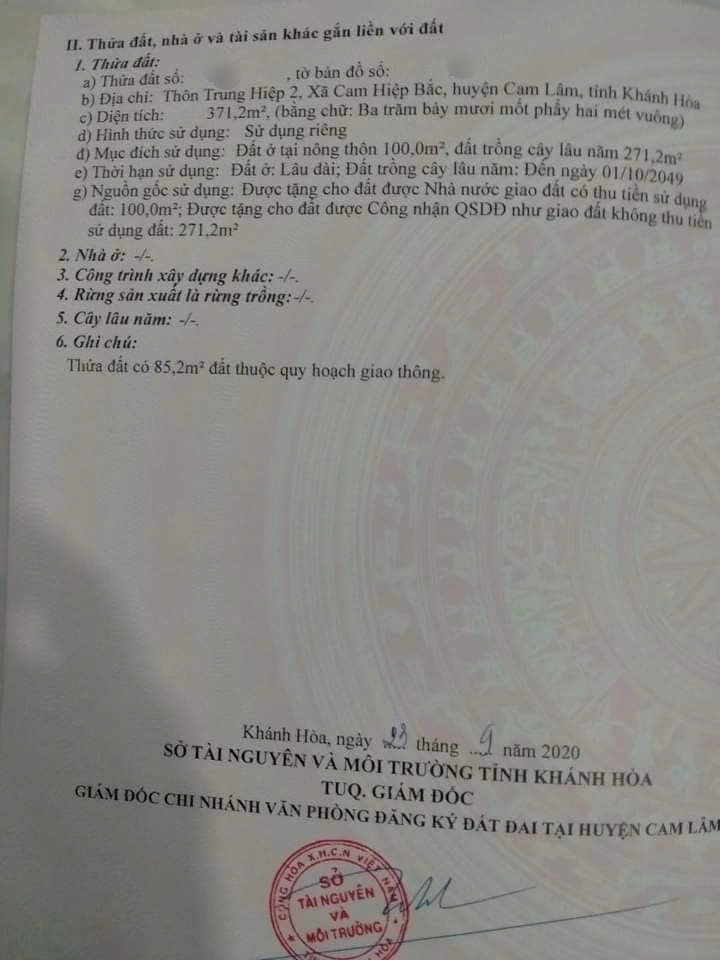 II. Thửa đất, nhà ở và tài sản khác gắn liền với đất
1. Thửa đất:
a) Thửa đất số: , tờ bản đồ số:
b) Địa chỉ: Thôn Trung Hiệp 2, Xã Cam Hiệp Bắc, huyện Cam Lâm, tỉnh Khánh Hòa
c) Diện tích: 371,2m², (bằng chữ: Ba trăm bảy mươi mốt phẩy hai mét vuông)
d) Hình thức sử dụng: Sử dụng riêng
đ) Mục đích sử dụng: Đất ở tại nông thôn 100,0m², đất trồng cây lâu năm 271,2m²
e) Thời hạn sử dụng: Đất ở: Lâu dài; Đất trồng cây lâu năm: Đến ngày 01/10/2049
g) Nguồn gốc sử dụng: Được tặng cho đất được Nhà nước giao đất có thu tiền sử dụng
đất: 100,0m²; Được tặng cho đất được Công nhận QSDĐ như giao đất không thu tiền
sử dụng đất: 271,2m²
2. Nhà ở: -/-.
3. Công trình xây dựng khác: -/-.
4. Rừng sản xuất là rừng trồng: -/-.
5. Cây lâu năm: -/-.
6. Ghi chú:
Thửa đất có 85,2m² đất thuộc quy hoạch giao thông.
Khánh Hòa, ngày 23 tháng 9 năm 2020
SỞ TÀI NGUYÊN VÀ MÔI TRƯỜNG TỈNH KHÁNH HÒA
TUQ. GIÁM ĐỐC
GIÁM ĐỐC CHI NHÁNH VĂN PHÒNG ĐĂNG KÝ ĐẤT ĐAI TẠI HUYỆN CAM LÂM
CỘNG HÒA X.H.C.N VIỆT NAM
SỞ
TÀI NGUYÊN
VÀ
MÔI TRƯỜNG